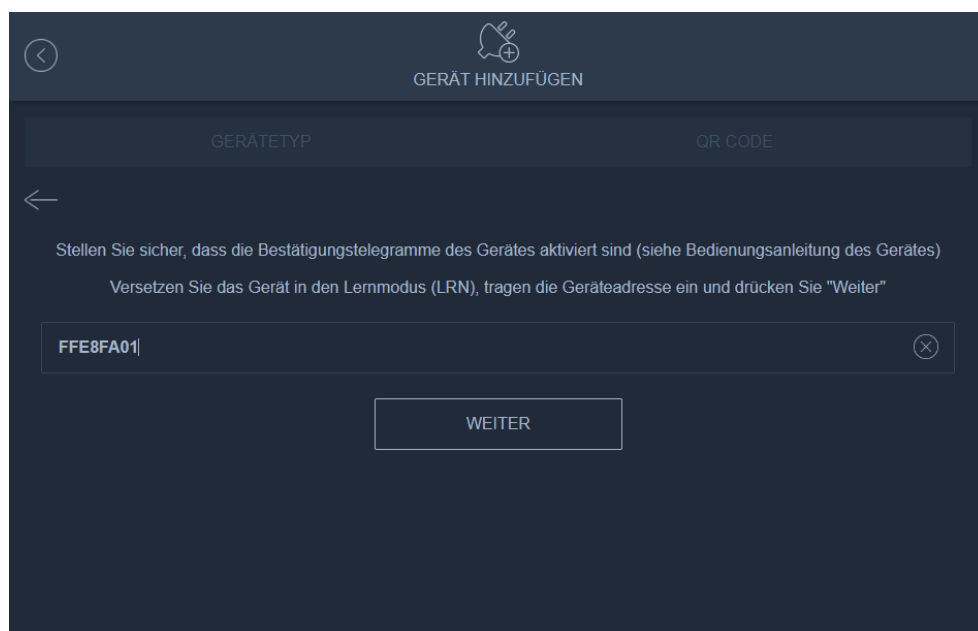 GERÄT HINZUFÜGEN
GERÄTETYP
QR CODE
Stellen Sie sicher, dass die Bestätigungstelegramme des Gerätes aktiviert sind (siehe Bedienungsanleitung des Gerätes)
Versetzen Sie das Gerät in den Lernmodus (LRN), tragen die Geräteadresse ein und drücken Sie "Weiter"
FFE8FA01
WEITER